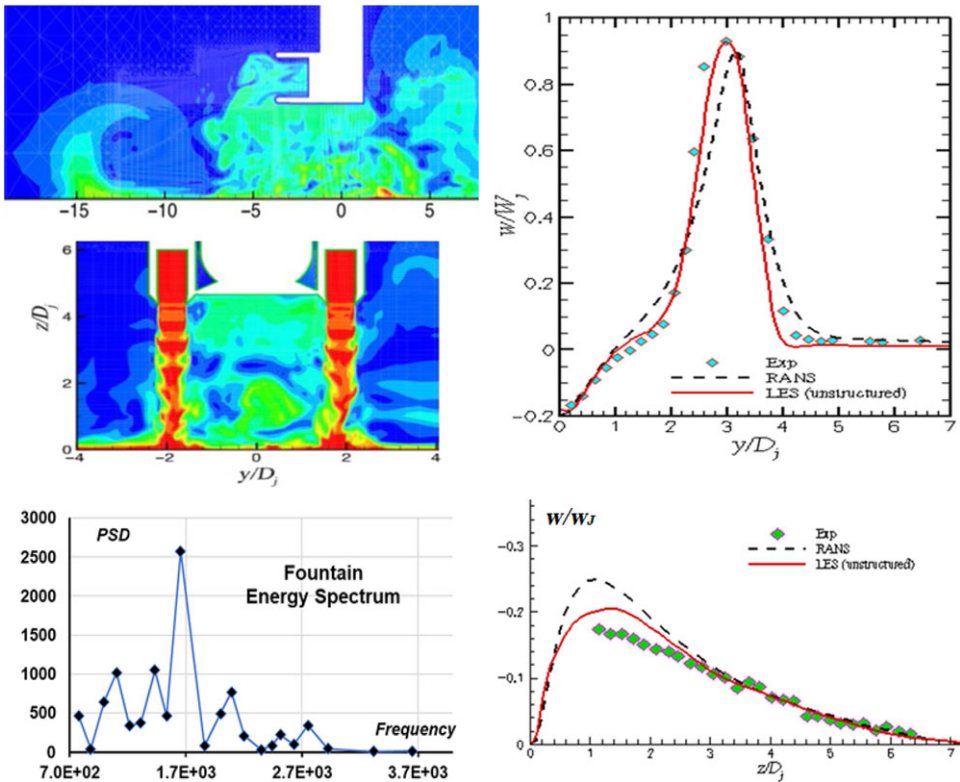 −15 −10 −5 0 5
z/Dj
6
4
2
0
−4 −2 0 2 4
y/Dj
W/Wj
0.8
0.6
0.4
0.2
0
−0.2
Exp
RANS
LES (unstructured)
0 1 2 3 4 5 6 7
y/Dj
3000
2500
2000
1500
1000
500
0
PSD
Fountain
Energy Spectrum
Frequency
7.0E+02 1.7E+03 2.7E+03 3.7E+03
w/wJ
-0.3
-0.2
-0.1
0
Exp
RANS
LES (unstructured)
0 1 2 3 4 5 6 7
z/Dj